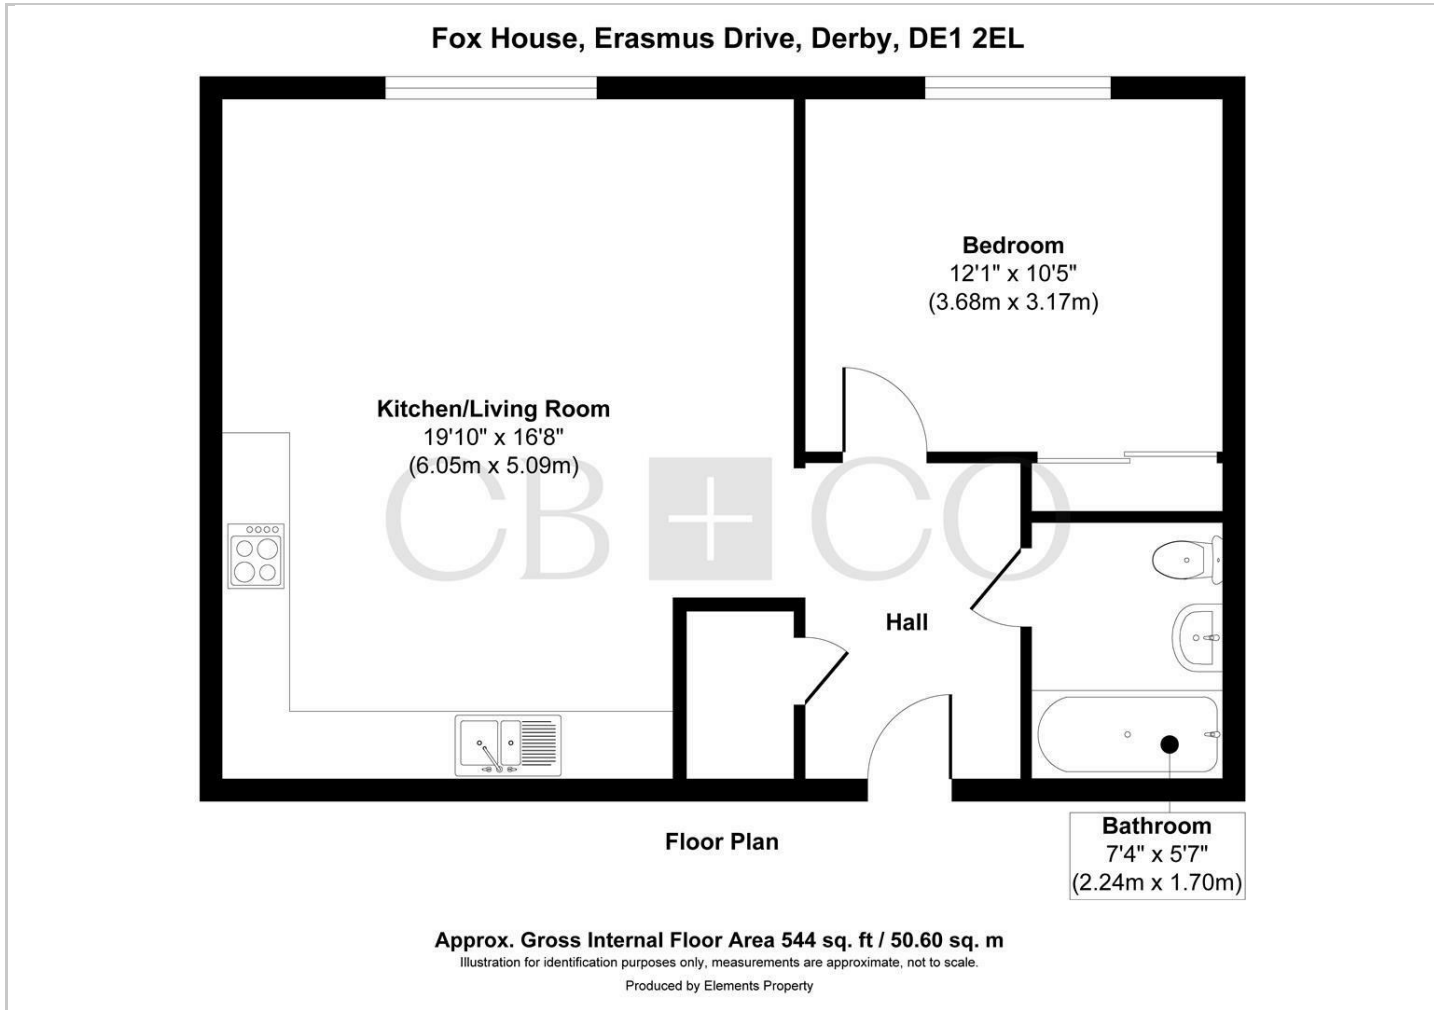 Fox House, Erasmus Drive, Derby, DE1 2EL
Bedroom
12'1" x 10'5"
(3.68m x 3.17m)
Kitchen/Living Room
19'10" x 16'8"
(6.05m x 5.09m)
CB + CO
Hall
Bathroom
7'4" x 5'7"
(2.24m x 1.70m)
Floor Plan
Approx. Gross Internal Floor Area 544 sq. ft / 50.60 sq. m
Illustration for identification purposes only, measurements are approximate, not to scale.
Produced by Elements Property